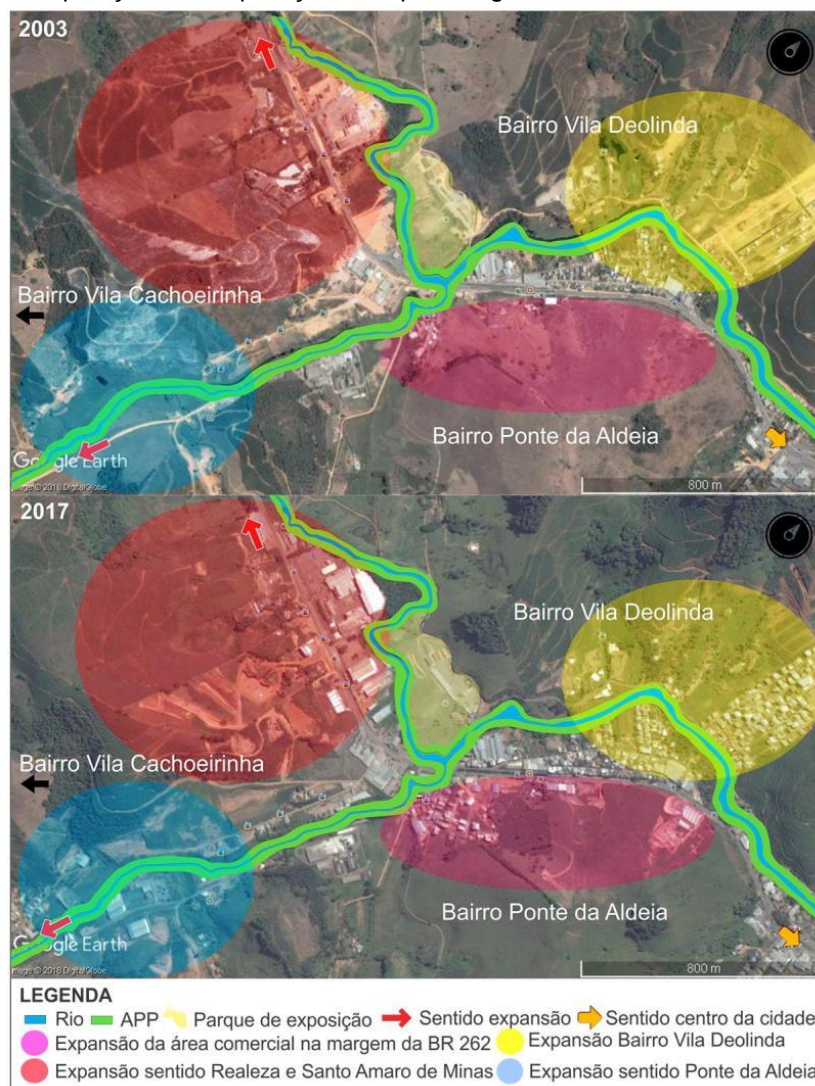 2003
Bairro Vila Deolinda
Bairro Vila Cachoeirinha
Bairro Ponte da Aldeia
Google Earth
800 m
2017
Bairro Vila Deolinda
Bairro Vila Cachoeirinha
Bairro Ponte da Aldeia
Google Earth
image © 2018 DigitalGlobe
800 m
LEGENDA
Rio APP Parque de exposição Sentido expansão Sentido centro da cidade
Expansão da área comercial na margem da BR 262 Expansão Bairro Vila Deolinda
Expansão sentido Realeza e Santo Amaro de Minas Expansão sentido Ponte da Aldeia